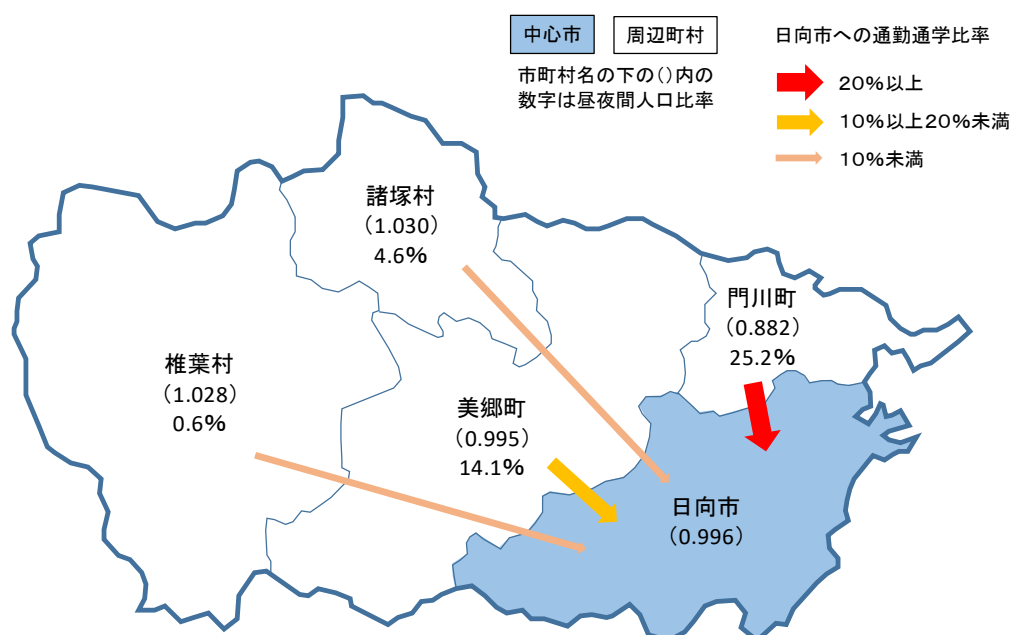 中心市
周辺町村
市町村名の下の()内の
数字は昼夜間人口比率
日向市への通勤通学比率
20%以上
10%以上20%未満
10%未満
諸塚村
(1.030)
4.6%
門川町
(0.882)
25.2%
椎葉村
(1.028)
0.6%
美郷町
(0.995)
14.1%
日向市
(0.996)